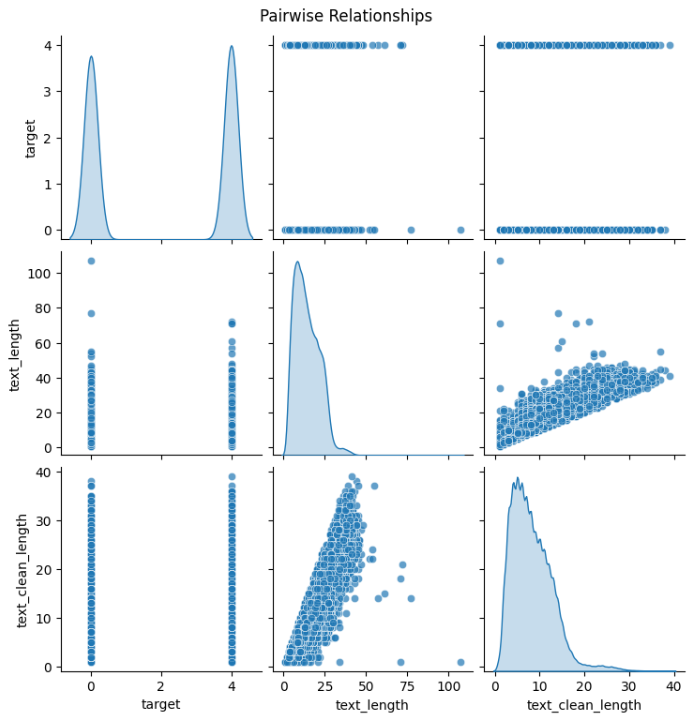 Pairwise Relationships
target
4
3
2
1
0
text_length
100
80
60
40
20
0
text_clean_length
40
30
20
10
0
0 2 4
0 25 50 75 100
0 10 20 30 40
target
text_length
text_clean_length